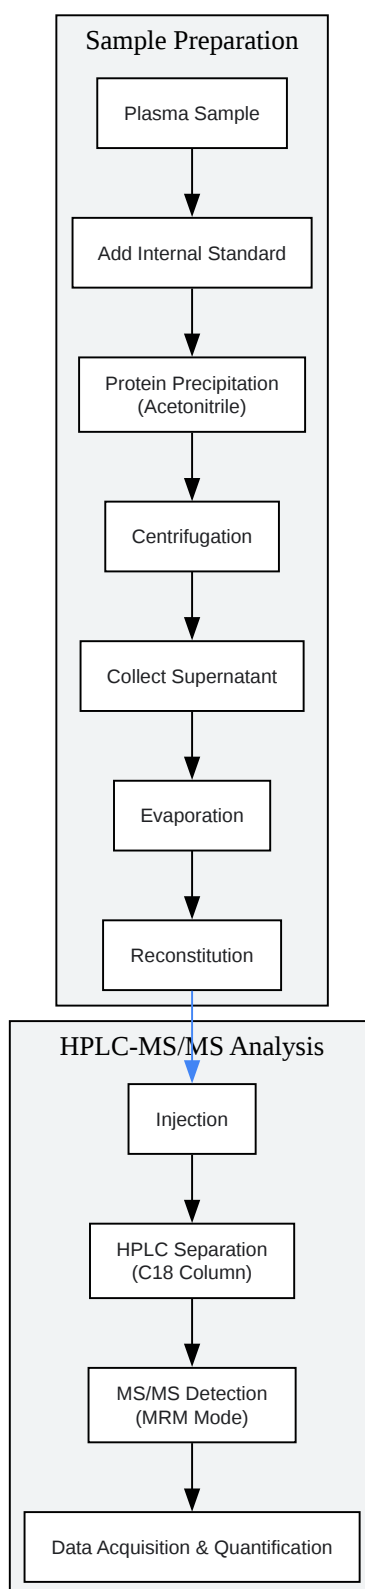 Sample Preparation
Plasma Sample
Add Internal Standard
Protein Precipitation
(Acetonitrile)
Centrifugation
Collect Supernatant
Evaporation
Reconstitution
HPLC-MS/MS Analysis
Injection
HPLC Separation
(C18 Column)
MS/MS Detection
(MRM Mode)
Data Acquisition & Quantification